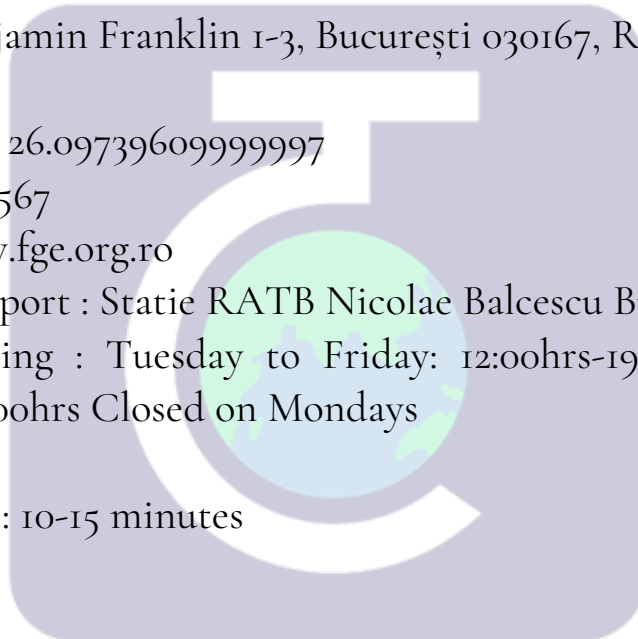 jamin Franklin 1-3, București 030167, R
26.09739609999997
567
.fge.org.ro
port : Statie RATB Nicolae Balcescu B
ing : Tuesday to Friday: 12:00hrs-19
00hrs Closed on Mondays
: 10-15 minutes